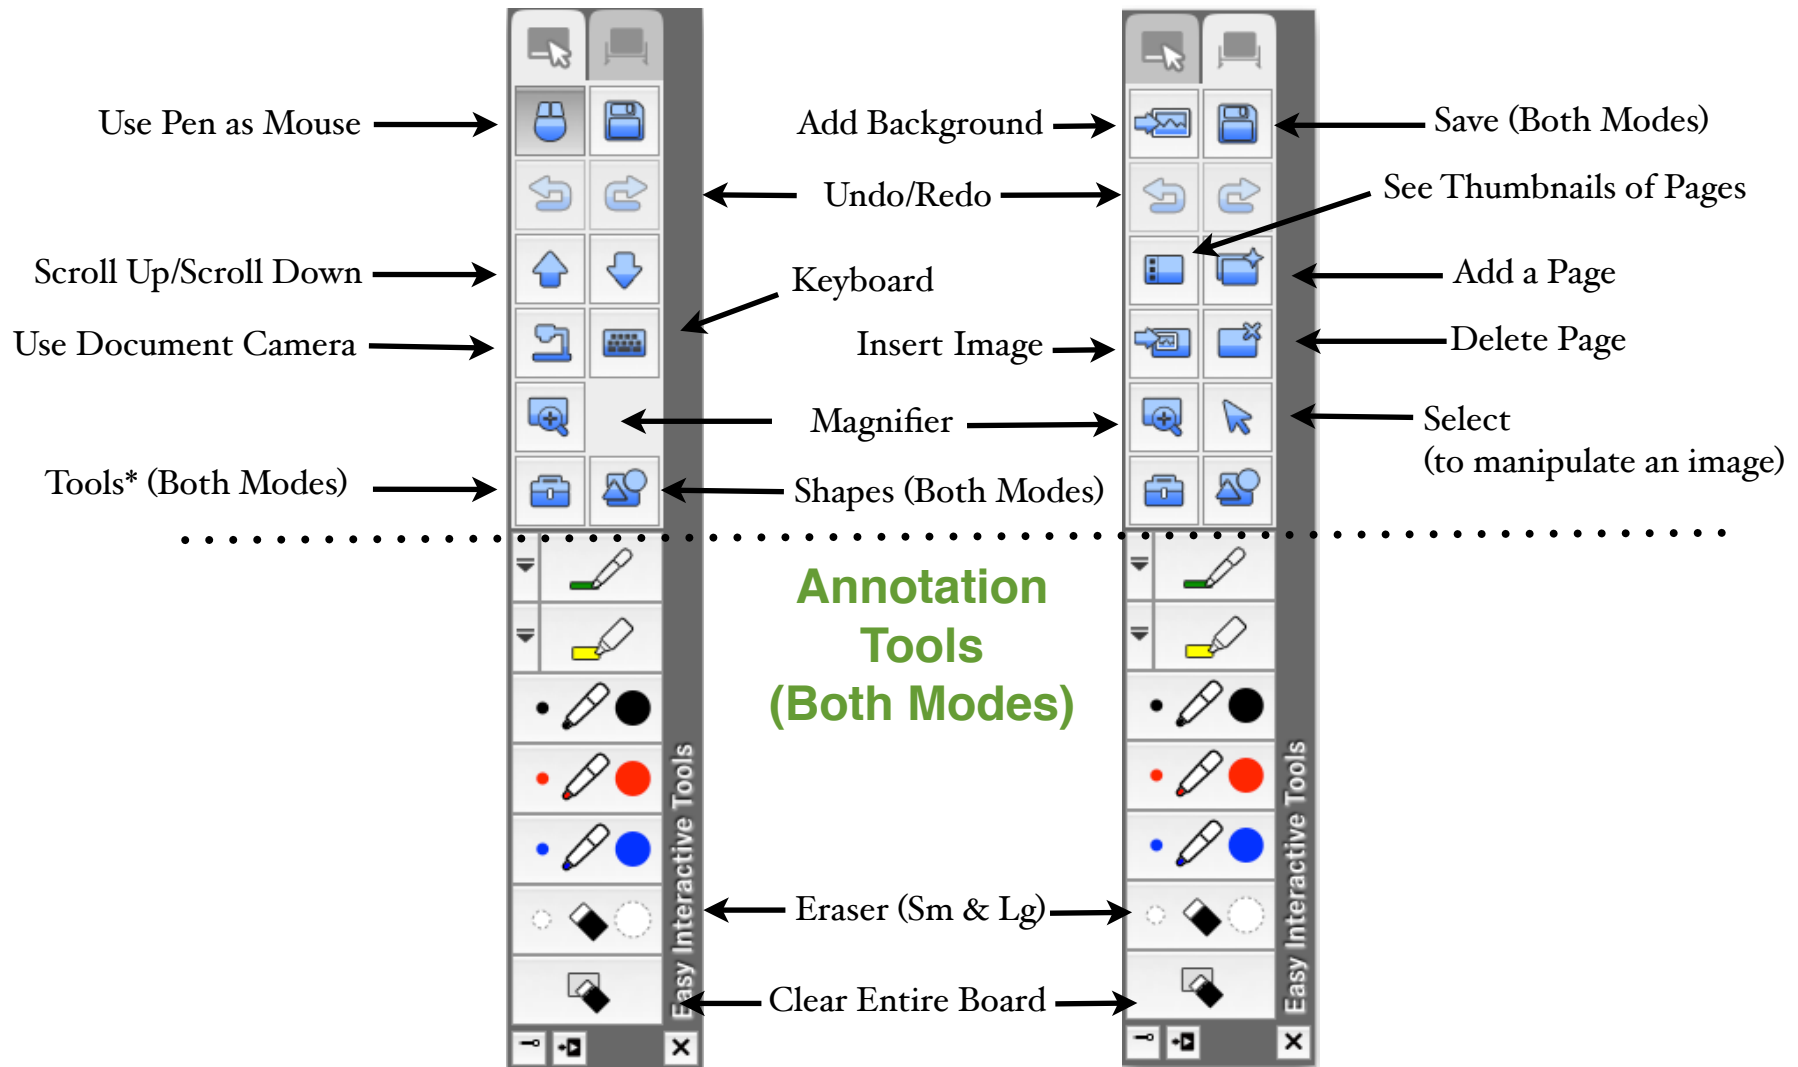 Use Pen as Mouse
Add Background
Save (Both Modes)
Undo/Redo
See Thumbnails of Pages
Scroll Up/Scroll Down
Keyboard
Add a Page
Use Document Camera
Insert Image
Delete Page
Magnifier
Select
(to manipulate an image)
Tools* (Both Modes)
Shapes (Both Modes)
Annotation
Tools
(Both Modes)
Easy Interactive Tools
Easy Interactive Tools
Eraser (Sm & Lg)
Clear Entire Board